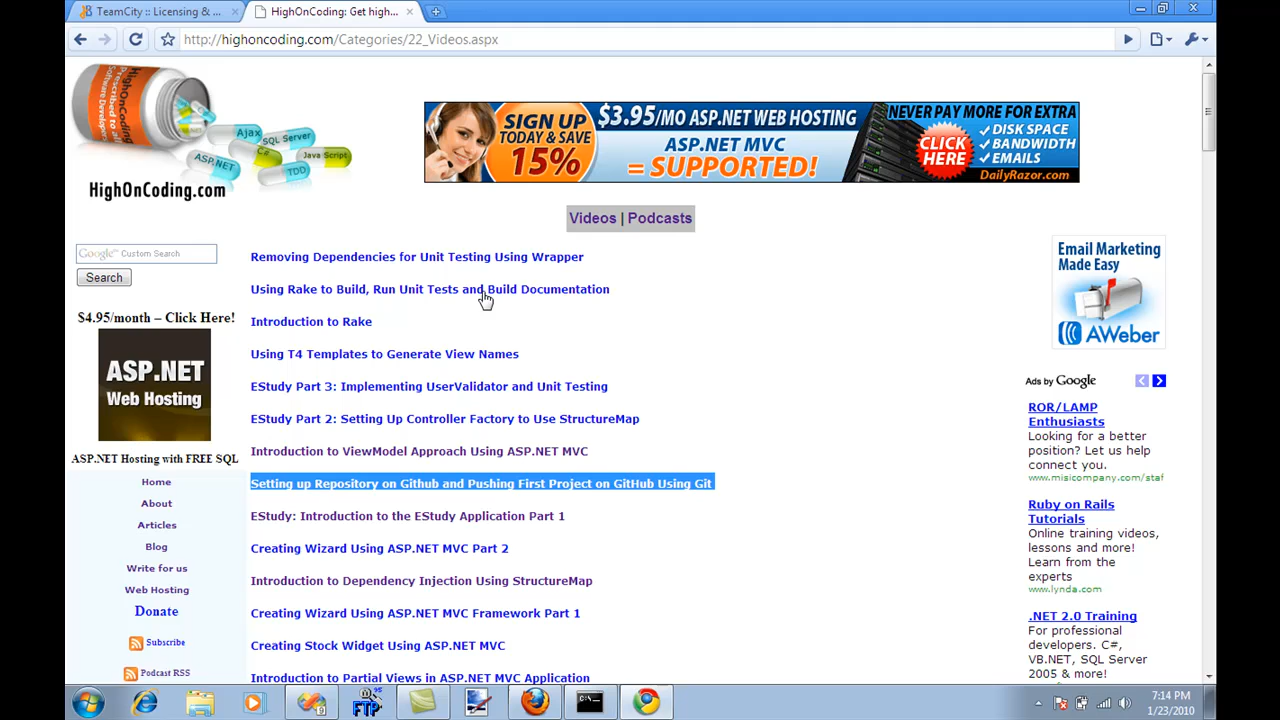 TeamCity :: Licensing & ...
HighOnCoding: Get high...
http://highoncoding.com/Categories/22_Videos.aspx
Prescribed to all
Software Developers
HighOnCoding
Ajax
SQL Server
C#
Java Script
ASP.NET
TDD
HighOnCoding.com
SIGN UP
TODAY & SAVE
15%
$3.95/MO ASP.NET WEB HOSTING
ASP.NET MVC
= SUPPORTED!
NEVER PAY MORE FOR EXTRA
CLICK
HERE
✓ DISK SPACE
✓ BANDWIDTH
✓ EMAILS
DailyRazor.com
Videos | Podcasts
Google™ Custom Search
Search
$4.95/month – Click Here!
ASP.NET
Web Hosting
ASP.NET Hosting with FREE SQL
Home
About
Articles
Blog
Write for us
Web Hosting
Donate
Subscribe
Podcast RSS
Removing Dependencies for Unit Testing Using Wrapper
Using Rake to Build, Run Unit Tests and Build Documentation
Introduction to Rake
Using T4 Templates to Generate View Names
EStudy Part 3: Implementing UserValidator and Unit Testing
EStudy Part 2: Setting Up Controller Factory to Use StructureMap
Introduction to ViewModel Approach Using ASP.NET MVC
Setting up Repository on Github and Pushing First Project on GitHub Using Git
EStudy: Introduction to the EStudy Application Part 1
Creating Wizard Using ASP.NET MVC Part 2
Introduction to Dependency Injection Using StructureMap
Creating Wizard Using ASP.NET MVC Framework Part 1
Creating Stock Widget Using ASP.NET MVC
Introduction to Partial Views in ASP.NET MVC Application
Email Marketing
Made Easy
AWeber
Ads by Google
ROR/LAMP
Enthusiasts
Looking for a better
position? Let us help
connect you.
www.misicompany.com/staf
Ruby on Rails
Tutorials
Online training videos,
lessons and more!
Learn from the
experts
www.lynda.com
.NET 2.0 Training
For professional
developers. C#,
VB.NET, SQL Server
2005 & more!
FTP
7:14 PM
1/23/2010